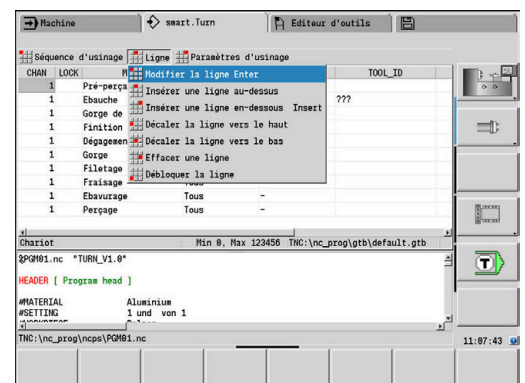 Machine smart.Turn Editeur d'outils
Séquence d'usinage Ligne Paramètres d'usinage
CHAN LOCK M TOOL_ID
Modifier la ligne Enter
Insérer une ligne au-dessus
Insérer une ligne en-dessous Insert
Décaler la ligne vers le haut
Décaler la ligne vers le bas
Effacer une ligne
Débloquer la ligne
1 Pré-perça
1 Ebauche ???
1 Gorge de
1 Finition
1 Dégagemen
1 Gorge
1 Filetage
1 Fraisage Tous
1 Ebavurage Tous -
1 Perçage Tous -
Chariot Min 0, Max 123456 TNC:\nc_prog\gtb\default.gtb
%PGM01.nc "TURN_V1.0"
HEADER [ Program head ]
#MATERIAL Aluminium
#SETTING 1 und von 1
TNC:\nc_prog\ncps\PGM01.nc
11:07:43
T